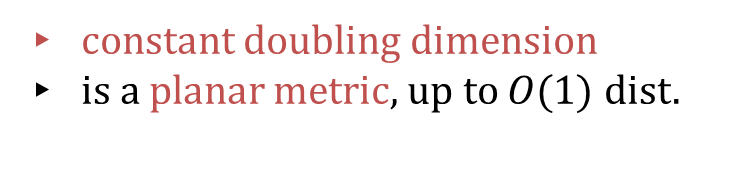 ‣ constant doubling dimension
‣ is a planar metric, up to O(1) dist.